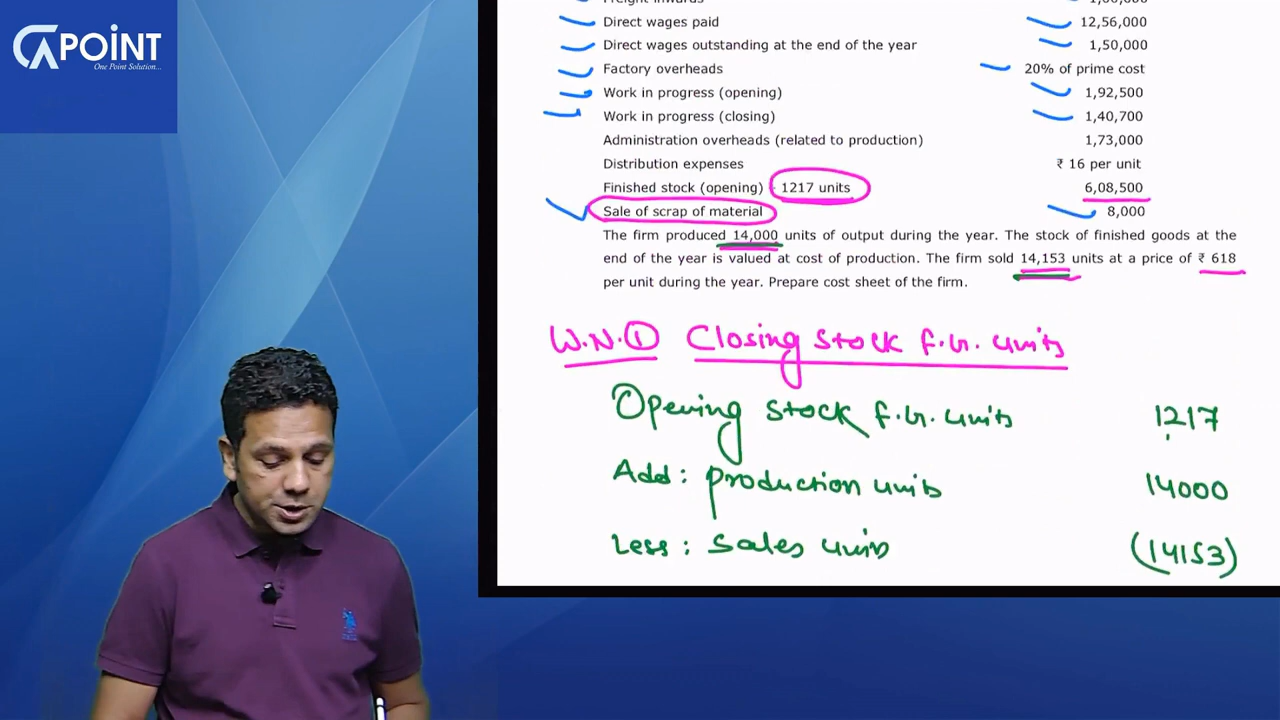 CAPOINT
One Point Solution...
Freight inwards
Direct wages paid 12,56,000
Direct wages outstanding at the end of the year 1,50,000
Factory overheads 20% of prime cost
Work in progress (opening) 1,92,500
Work in progress (closing) 1,40,700
Administration overheads (related to production) 1,73,000
Distribution expenses ₹ 16 per unit
Finished stock (opening) - 1217 units 6,08,500
Sale of scrap of material 8,000
The firm produced 14,000 units of output during the year. The stock of finished goods at the
end of the year is valued at cost of production. The firm sold 14,153 units at a price of ₹ 618
per unit during the year. Prepare cost sheet of the firm.
W.N.① Closing Stock f.G. units
Opening Stock f.G. units 1217
Add: production units 14000
Less: Sales units (14153)